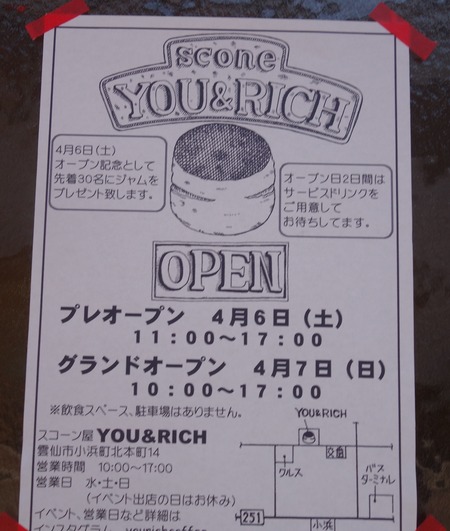 scone
YOU&RICH
4月6日(土)
オープン記念として
先着30名にジャムを
プレゼント致します。
オープン日2日間は
サービスドリンクを
ご用意して
お待ちしてます。
OPEN
プレオープン 4月6日(土)
11:00~17:00
グランドオープン 4月7日(日)
10:00~17:00
※飲食スペース、駐車場はありません。
スコーン屋 YOU&RICH
雲仙市小浜町北本町14
営業時間 10:00~17:00
営業日 水・土・日
(イベント出店の日はお休み)
イベント、営業日など詳細は
インスタグラム
YOU&RICH
交番
クルス
バス
ターミナル
251
小浜